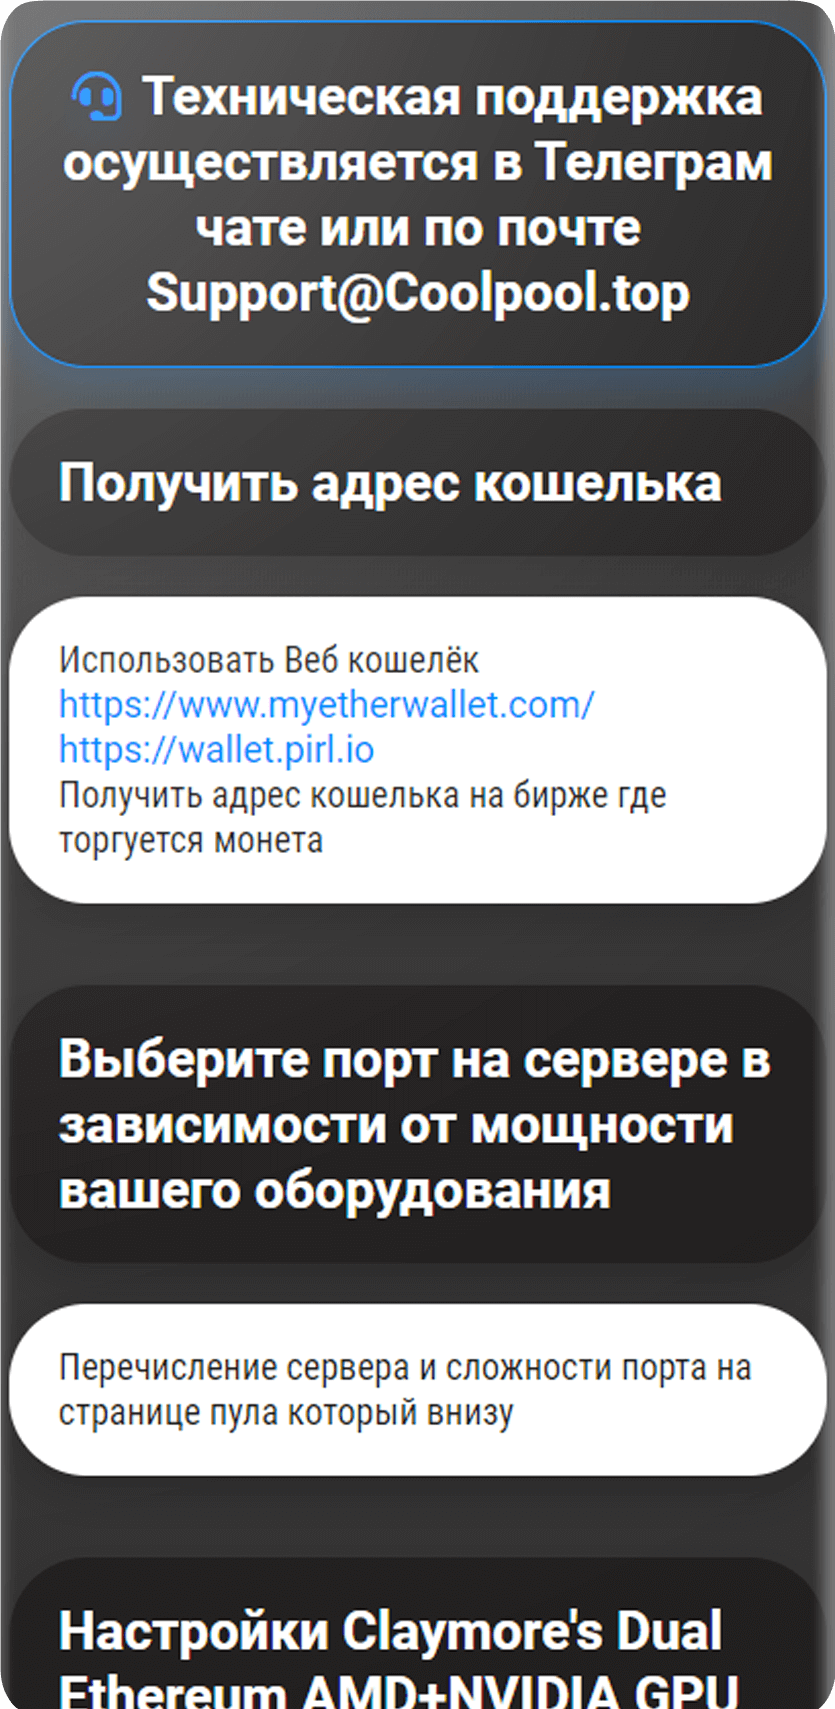 Техническая поддержка
осуществляется в Телеграм
чате или по почте
Support@Coolpool.top
Получить адрес кошелька
Использовать Веб кошелёк
https://www.myetherwallet.com/
https://wallet.pirl.io
Получить адрес кошелька на бирже где
торгуется монета
Выберите порт на сервере в
зависимости от мощности
вашего оборудования
Перечисление сервера и сложности порта на
странице пула который внизу
Настройки Claymore's Dual
Ethereum AMD+NVIDIA GPU